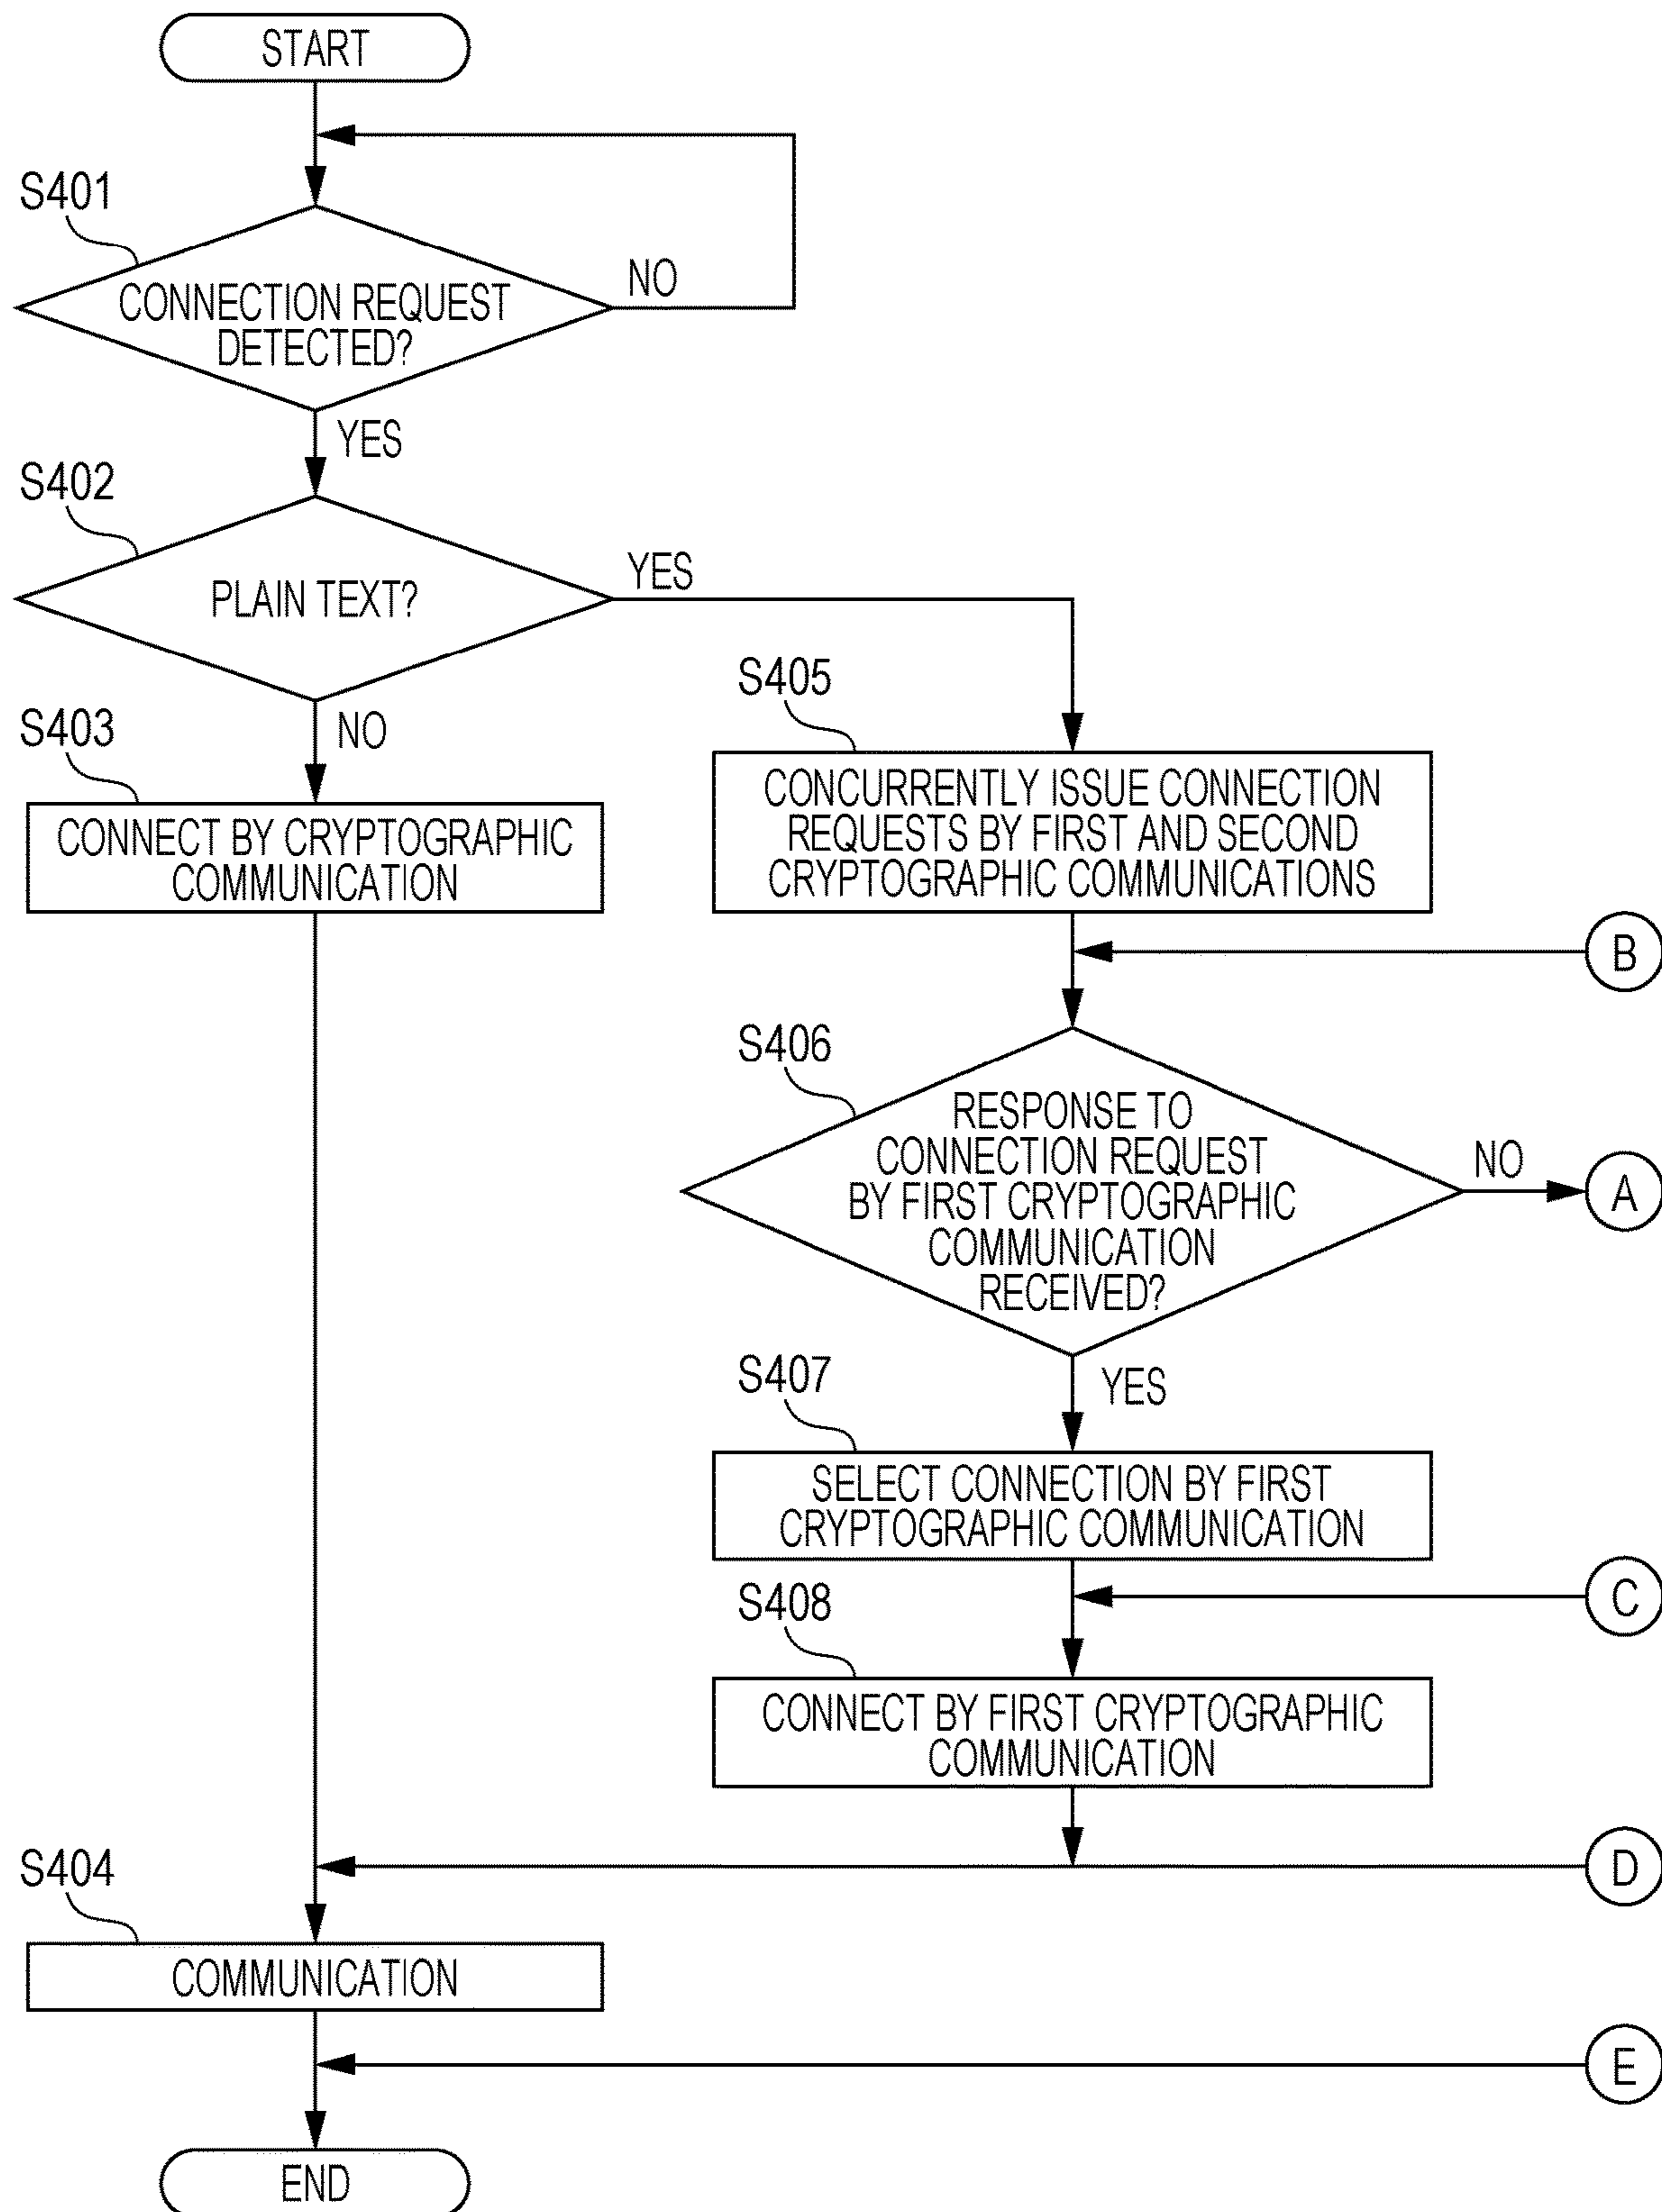 START
S401
CONNECTION REQUEST
DETECTED?
NO
YES
S402
PLAIN TEXT?
YES
NO
S403
CONNECT BY CRYPTOGRAPHIC
COMMUNICATION
S405
CONCURRENTLY ISSUE CONNECTION
REQUESTS BY FIRST AND SECOND
CRYPTOGRAPHIC COMMUNICATIONS
B
S406
RESPONSE TO
CONNECTION REQUEST
BY FIRST CRYPTOGRAPHIC
COMMUNICATION
RECEIVED?
NO
A
YES
S407
SELECT CONNECTION BY FIRST
CRYPTOGRAPHIC COMMUNICATION
C
S408
CONNECT BY FIRST CRYPTOGRAPHIC
COMMUNICATION
D
S404
COMMUNICATION
E
END